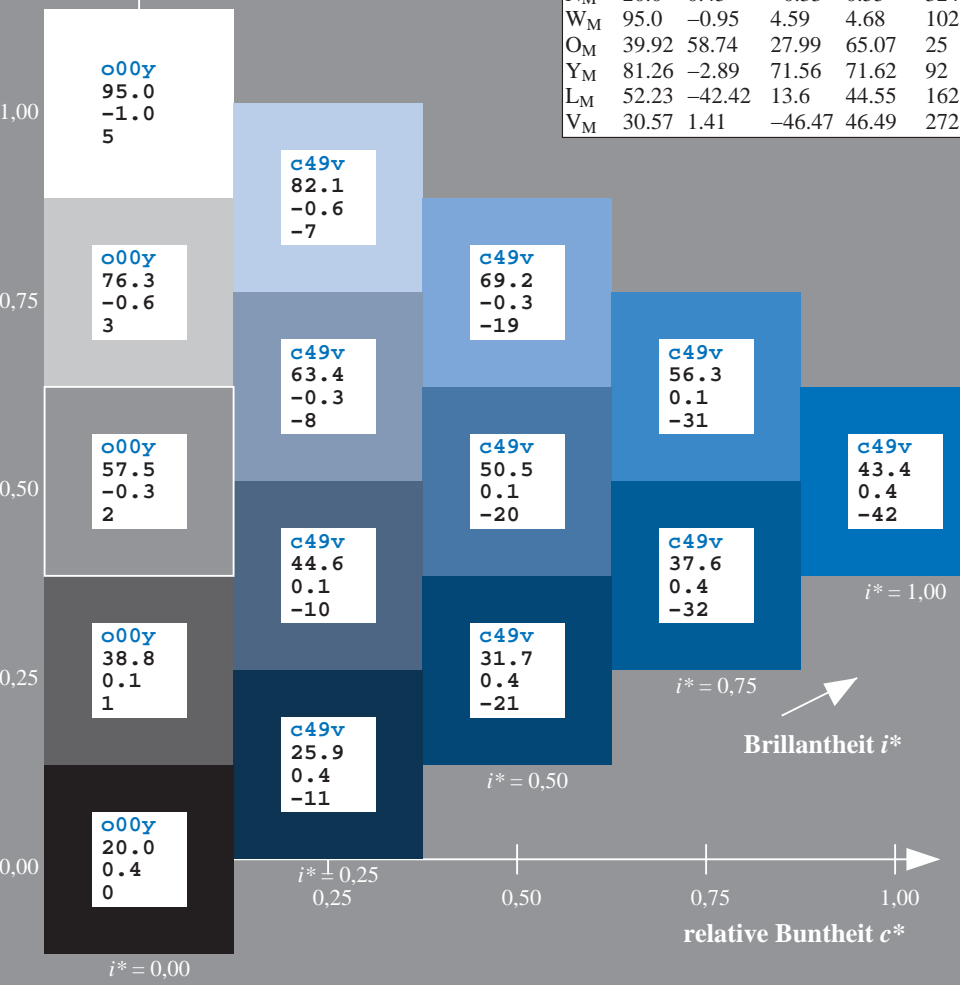 W_M 95.0 –0.95 4.59 4.68 102
O_M 39.92 58.74 27.99 65.07 25
Y_M 81.26 –2.89 71.56 71.62 92
L_M 52.23 –42.42 13.6 44.55 162
V_M 30.57 1.41 –46.47 46.49 272
o00y
95.0
–1.0
5
1,00
c49v
82.1
–0.6
–7
o00y
76.3
–0.6
3
c49v
69.2
–0.3
–19
0,75
c49v
63.4
–0.3
–8
c49v
56.3
0.1
–31
o00y
57.5
–0.3
2
c49v
50.5
0.1
–20
c49v
43.4
0.4
–42
0,50
c49v
44.6
0.1
–10
c49v
37.6
0.4
–32
i* = 1,00
o00y
38.8
0.1
1
c49v
31.7
0.4
–21
0,25
i* = 0,75
c49v
25.9
0.4
–11
Brillantheit i*
i* = 0,50
o00y
20.0
0.4
0
0,00
i* = 0,25
0,25 0,50 0,75 1,00
relative Buntheit c*
i* = 0,00